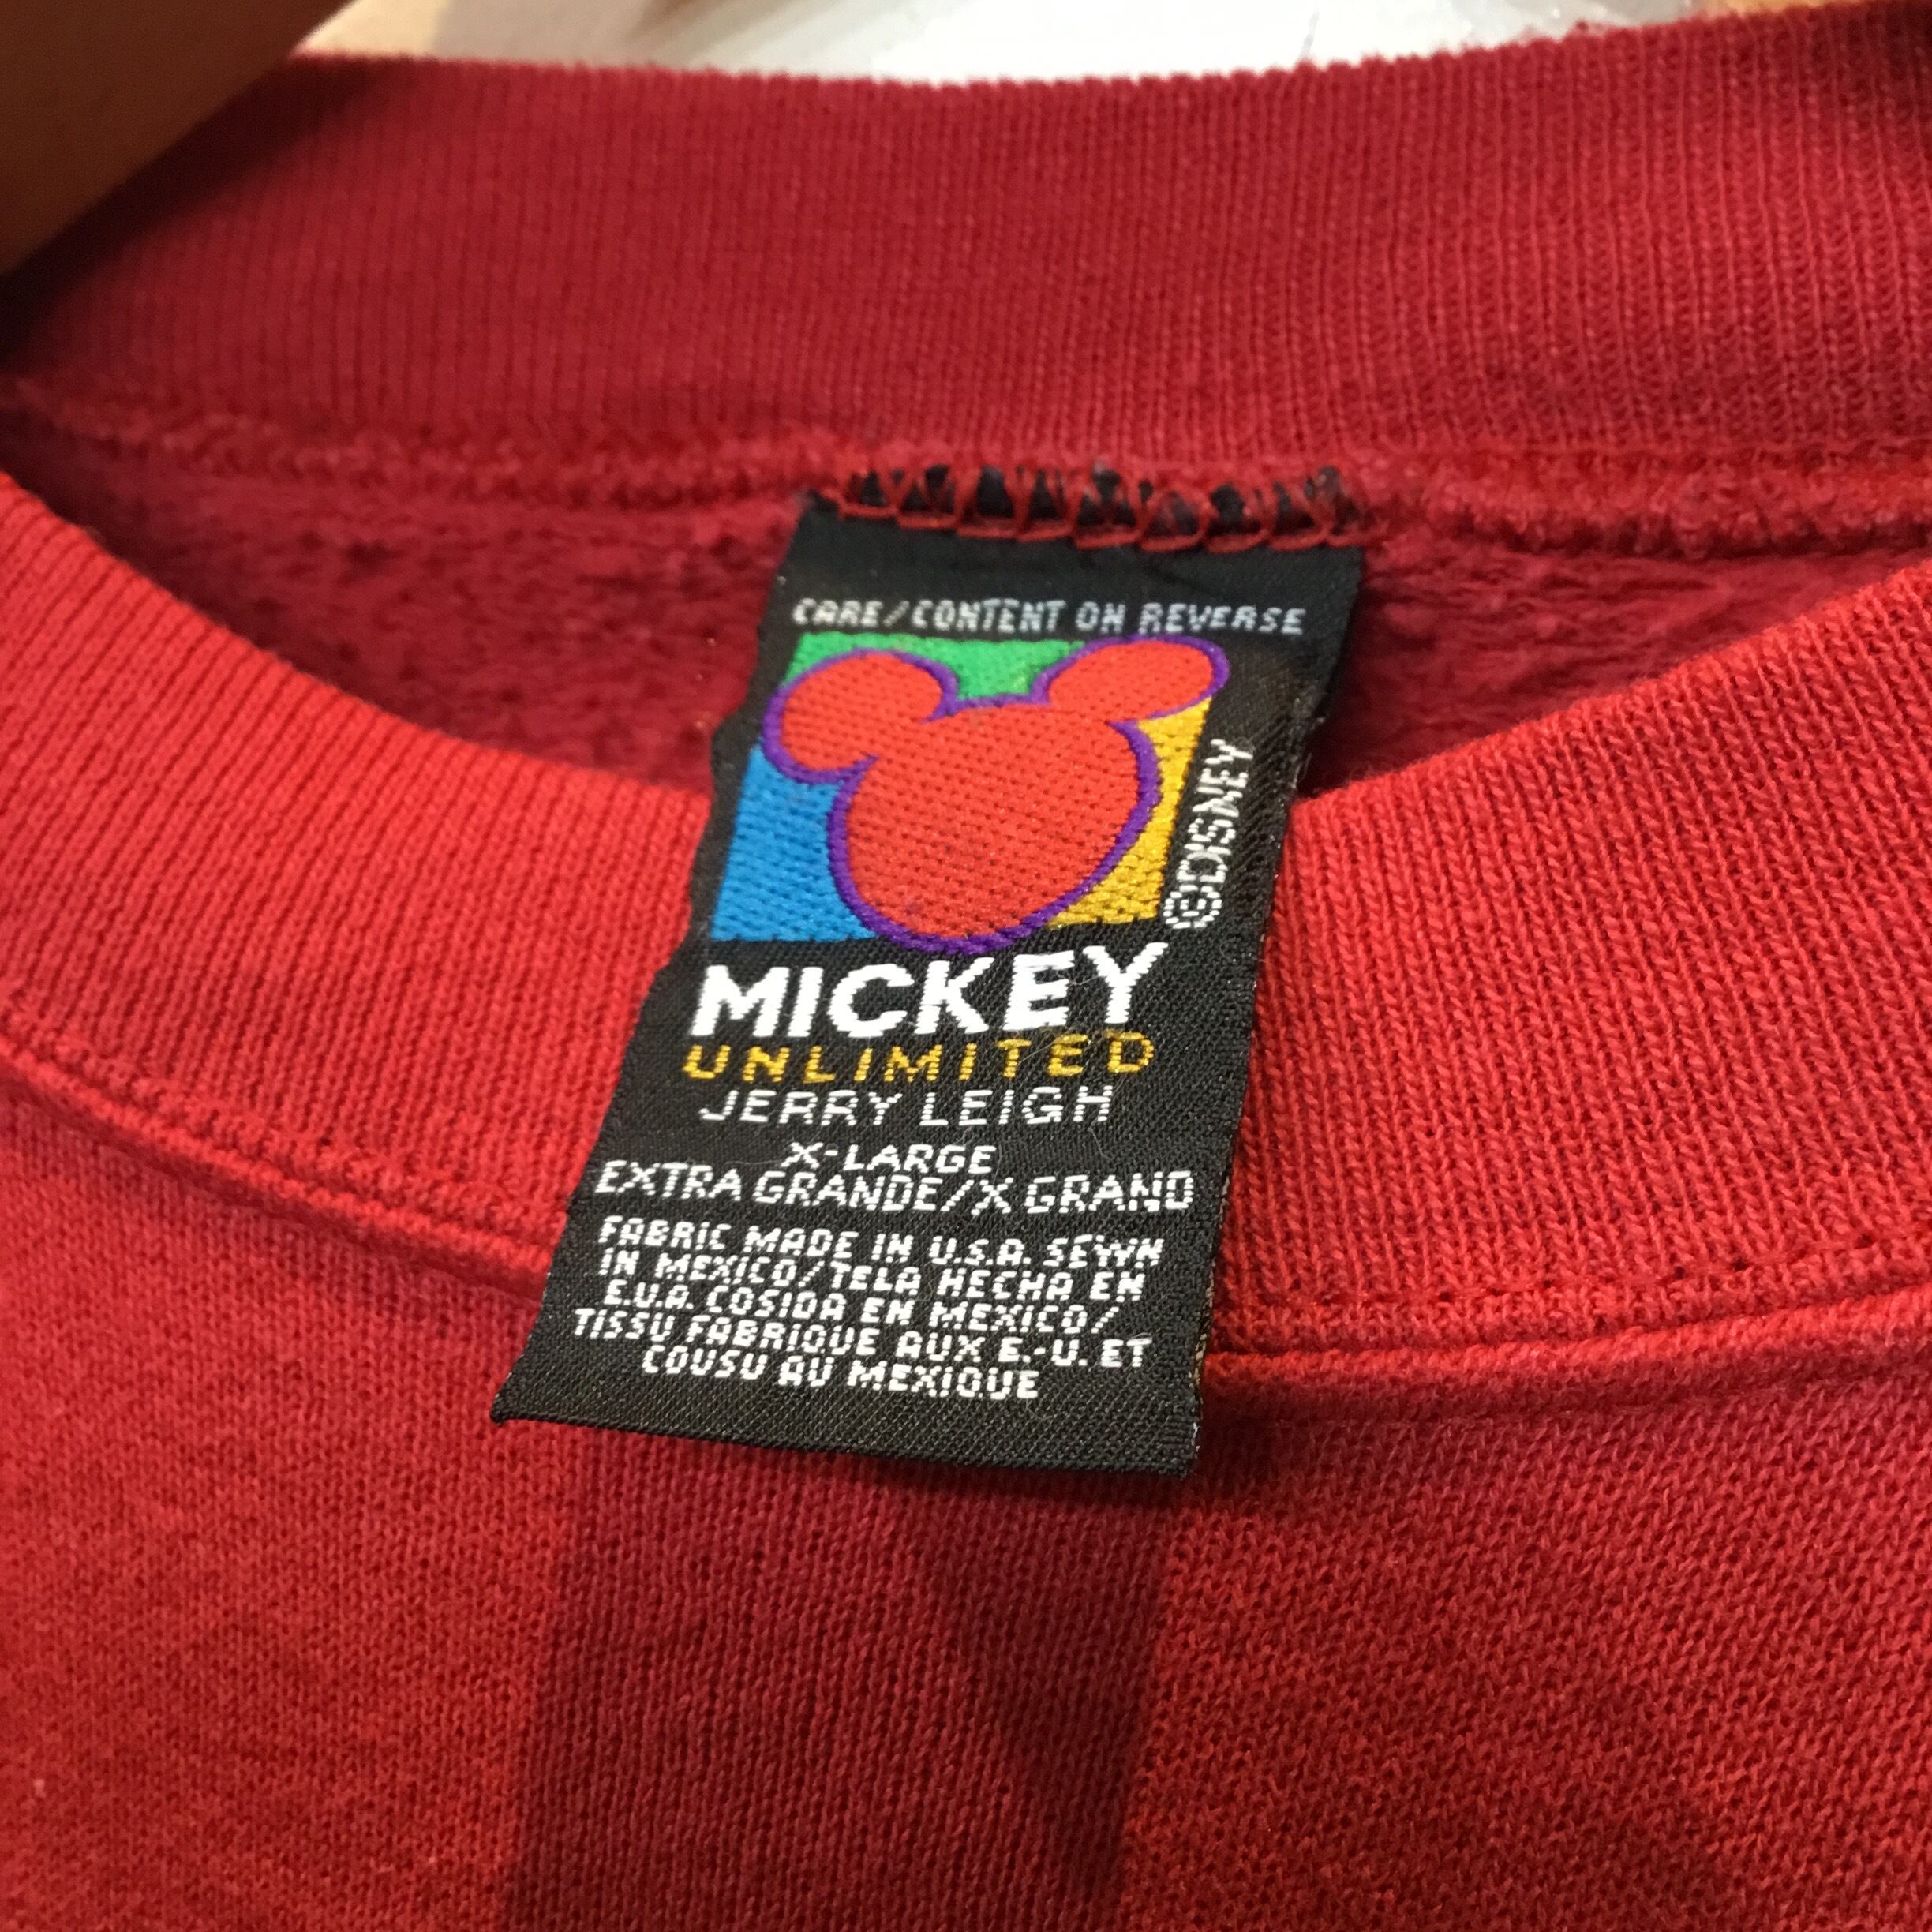 CARE/CONTENT ON REVERSE
©DISNEY
MICKEY
UNLIMITED
JERRY LEIGH
X-LARGE
EXTRA GRANDE/X GRAND
FABRIC MADE IN U.S.A. SEWN
IN MEXICO/TELA HECHA EN
E.U.A. COSIDA EN MEXICO/
TISSU FABRIQUE AUX E.-U. ET
COUSU AU MEXIQUE